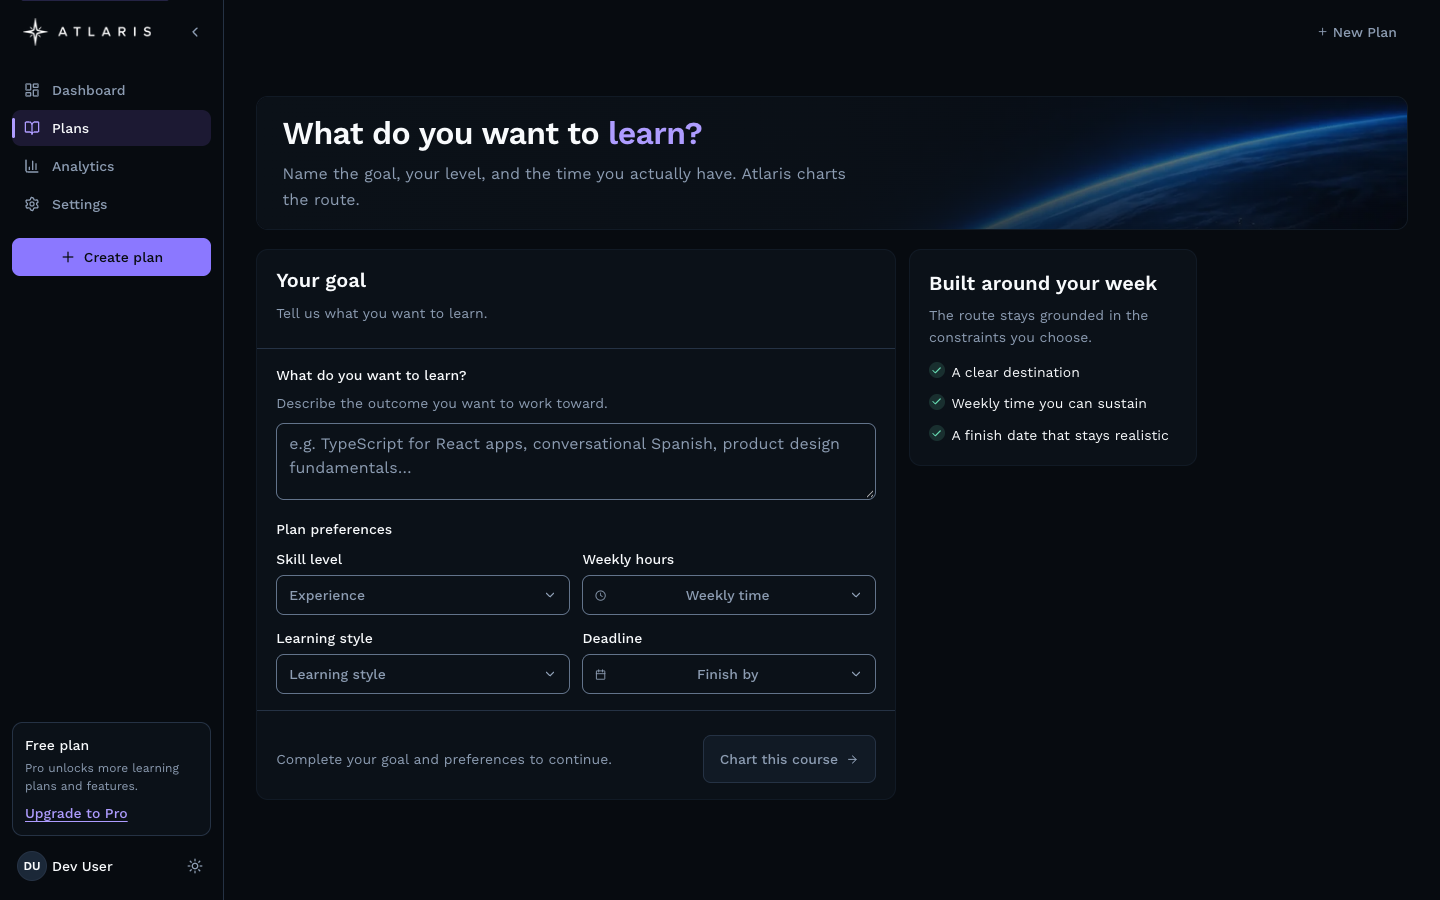 ATLARIS
Dashboard
Plans
Analytics
Settings
+ Create plan
Free plan
Pro unlocks more learning
plans and features.
Upgrade to Pro
DU Dev User
+ New Plan
What do you want to learn?
Name the goal, your level, and the time you actually have. Atlaris charts
the route.
Your goal
Tell us what you want to learn.
What do you want to learn?
Describe the outcome you want to work toward.
e.g. TypeScript for React apps, conversational Spanish, product design
fundamentals...
Plan preferences
Skill level
Experience
Weekly hours
Weekly time
Learning style
Learning style
Deadline
Finish by
Complete your goal and preferences to continue.
Chart this course →
Built around your week
The route stays grounded in the
constraints you choose.
A clear destination
Weekly time you can sustain
A finish date that stays realistic